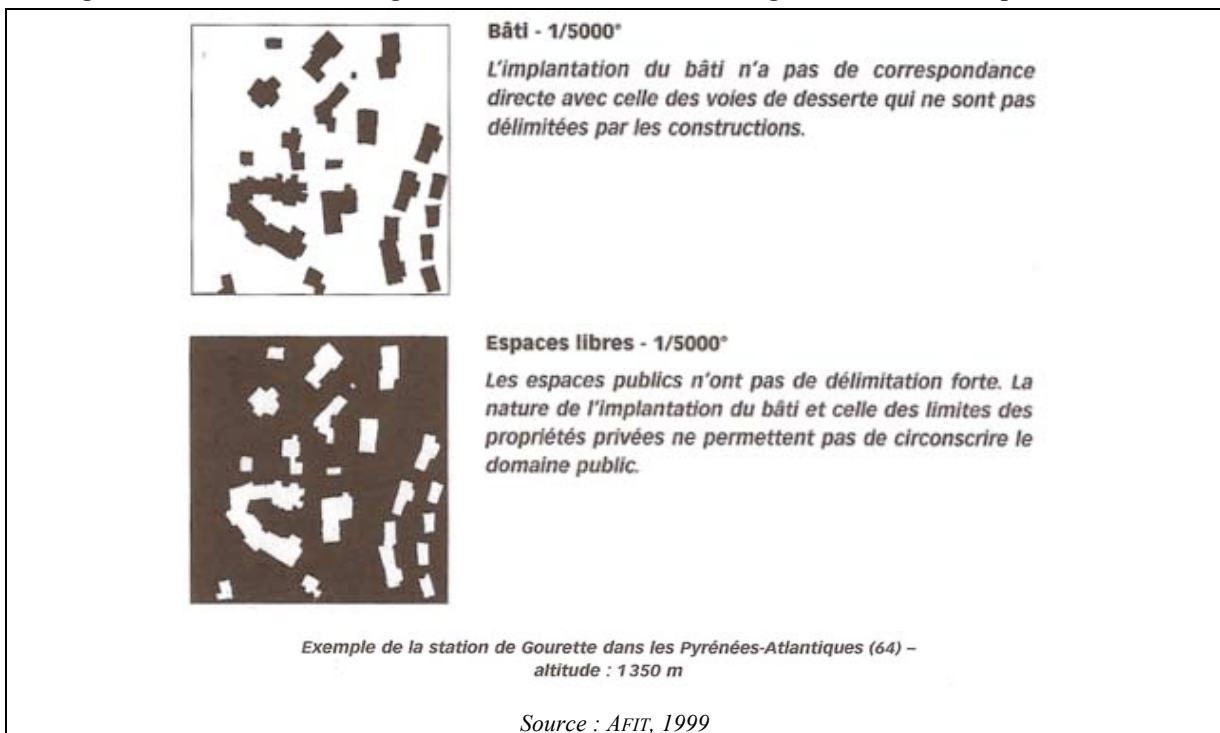 Bâti - 1/5000°
L'implantation du bâti n'a pas de correspondance
directe avec celle des voies de desserte qui ne sont pas
délimitées par les constructions.
Espaces libres - 1/5000°
Les espaces publics n'ont pas de délimitation forte. La
nature de l'implantation du bâti et celle des limites des
propriétés privées ne permettent pas de circonscrire le
domaine public.
Exemple de la station de Gourette dans les Pyrénées-Atlantiques (64) –
altitude : 1350 m
Source : AFIT, 1999